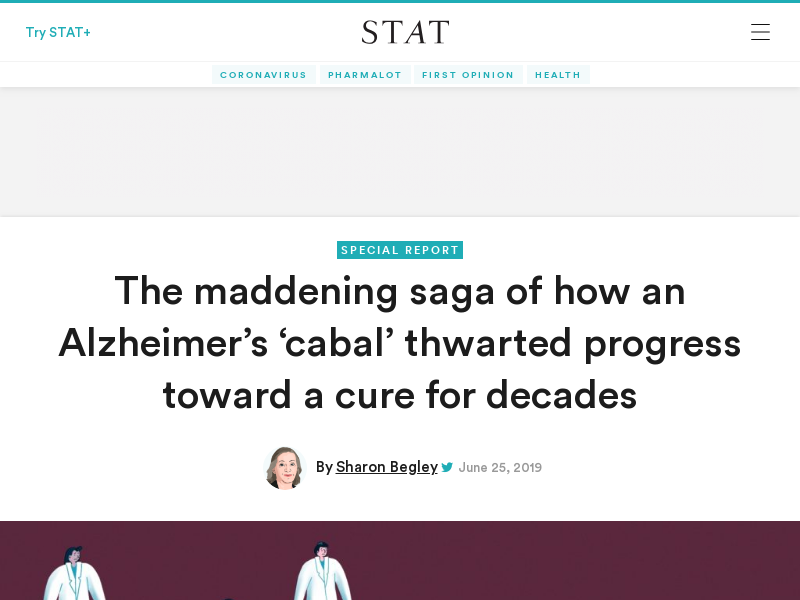 Try STAT+
STAT
CORONAVIRUS PHARMALOT FIRST OPINION HEALTH
SPECIAL REPORT
The maddening saga of how an
Alzheimer’s ‘cabal’ thwarted progress
toward a cure for decades
By Sharon Begley June 25, 2019